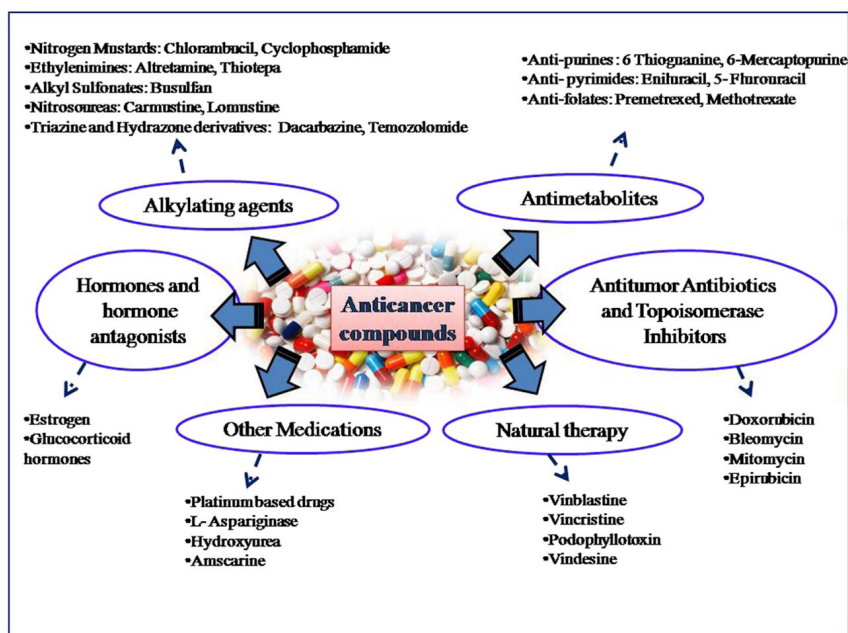 •Nitrogen Mustards: Chlorambucil, Cyclophosphamide
•Ethylenimines: Altretamine, Thiotepa
•Alkyl Sulfonates: Busulfan
•Nitrosoureas: Carmustine, Lomustine
•Triazine and Hydrazone derivatives: Dacarbazine, Temozolomide
•Anti-purines : 6 Thioguanine, 6-Mercaptopurine
•Anti- pyrimides: Eniluracil, 5- Flurouracil
•Anti-folates: Premetrexed, Methotrexate
Alkylating agents
Antimetabolites
Hormones and
hormone
antagonists
Anticancer
compounds
Antitumor Antibiotics
and Topoisomerase
Inhibitors
•Estrogen
•Glucocorticoid
hormones
Other Medications
Natural therapy
•Doxorubicin
•Bleomycin
•Mitomycin
•Epirubicin
•Platinum based drugs
•L- Aspariginase
•Hydroxyurea
•Amscarine
•Vinblastine
•Vincristine
•Podophyllotoxin
•Vindesine